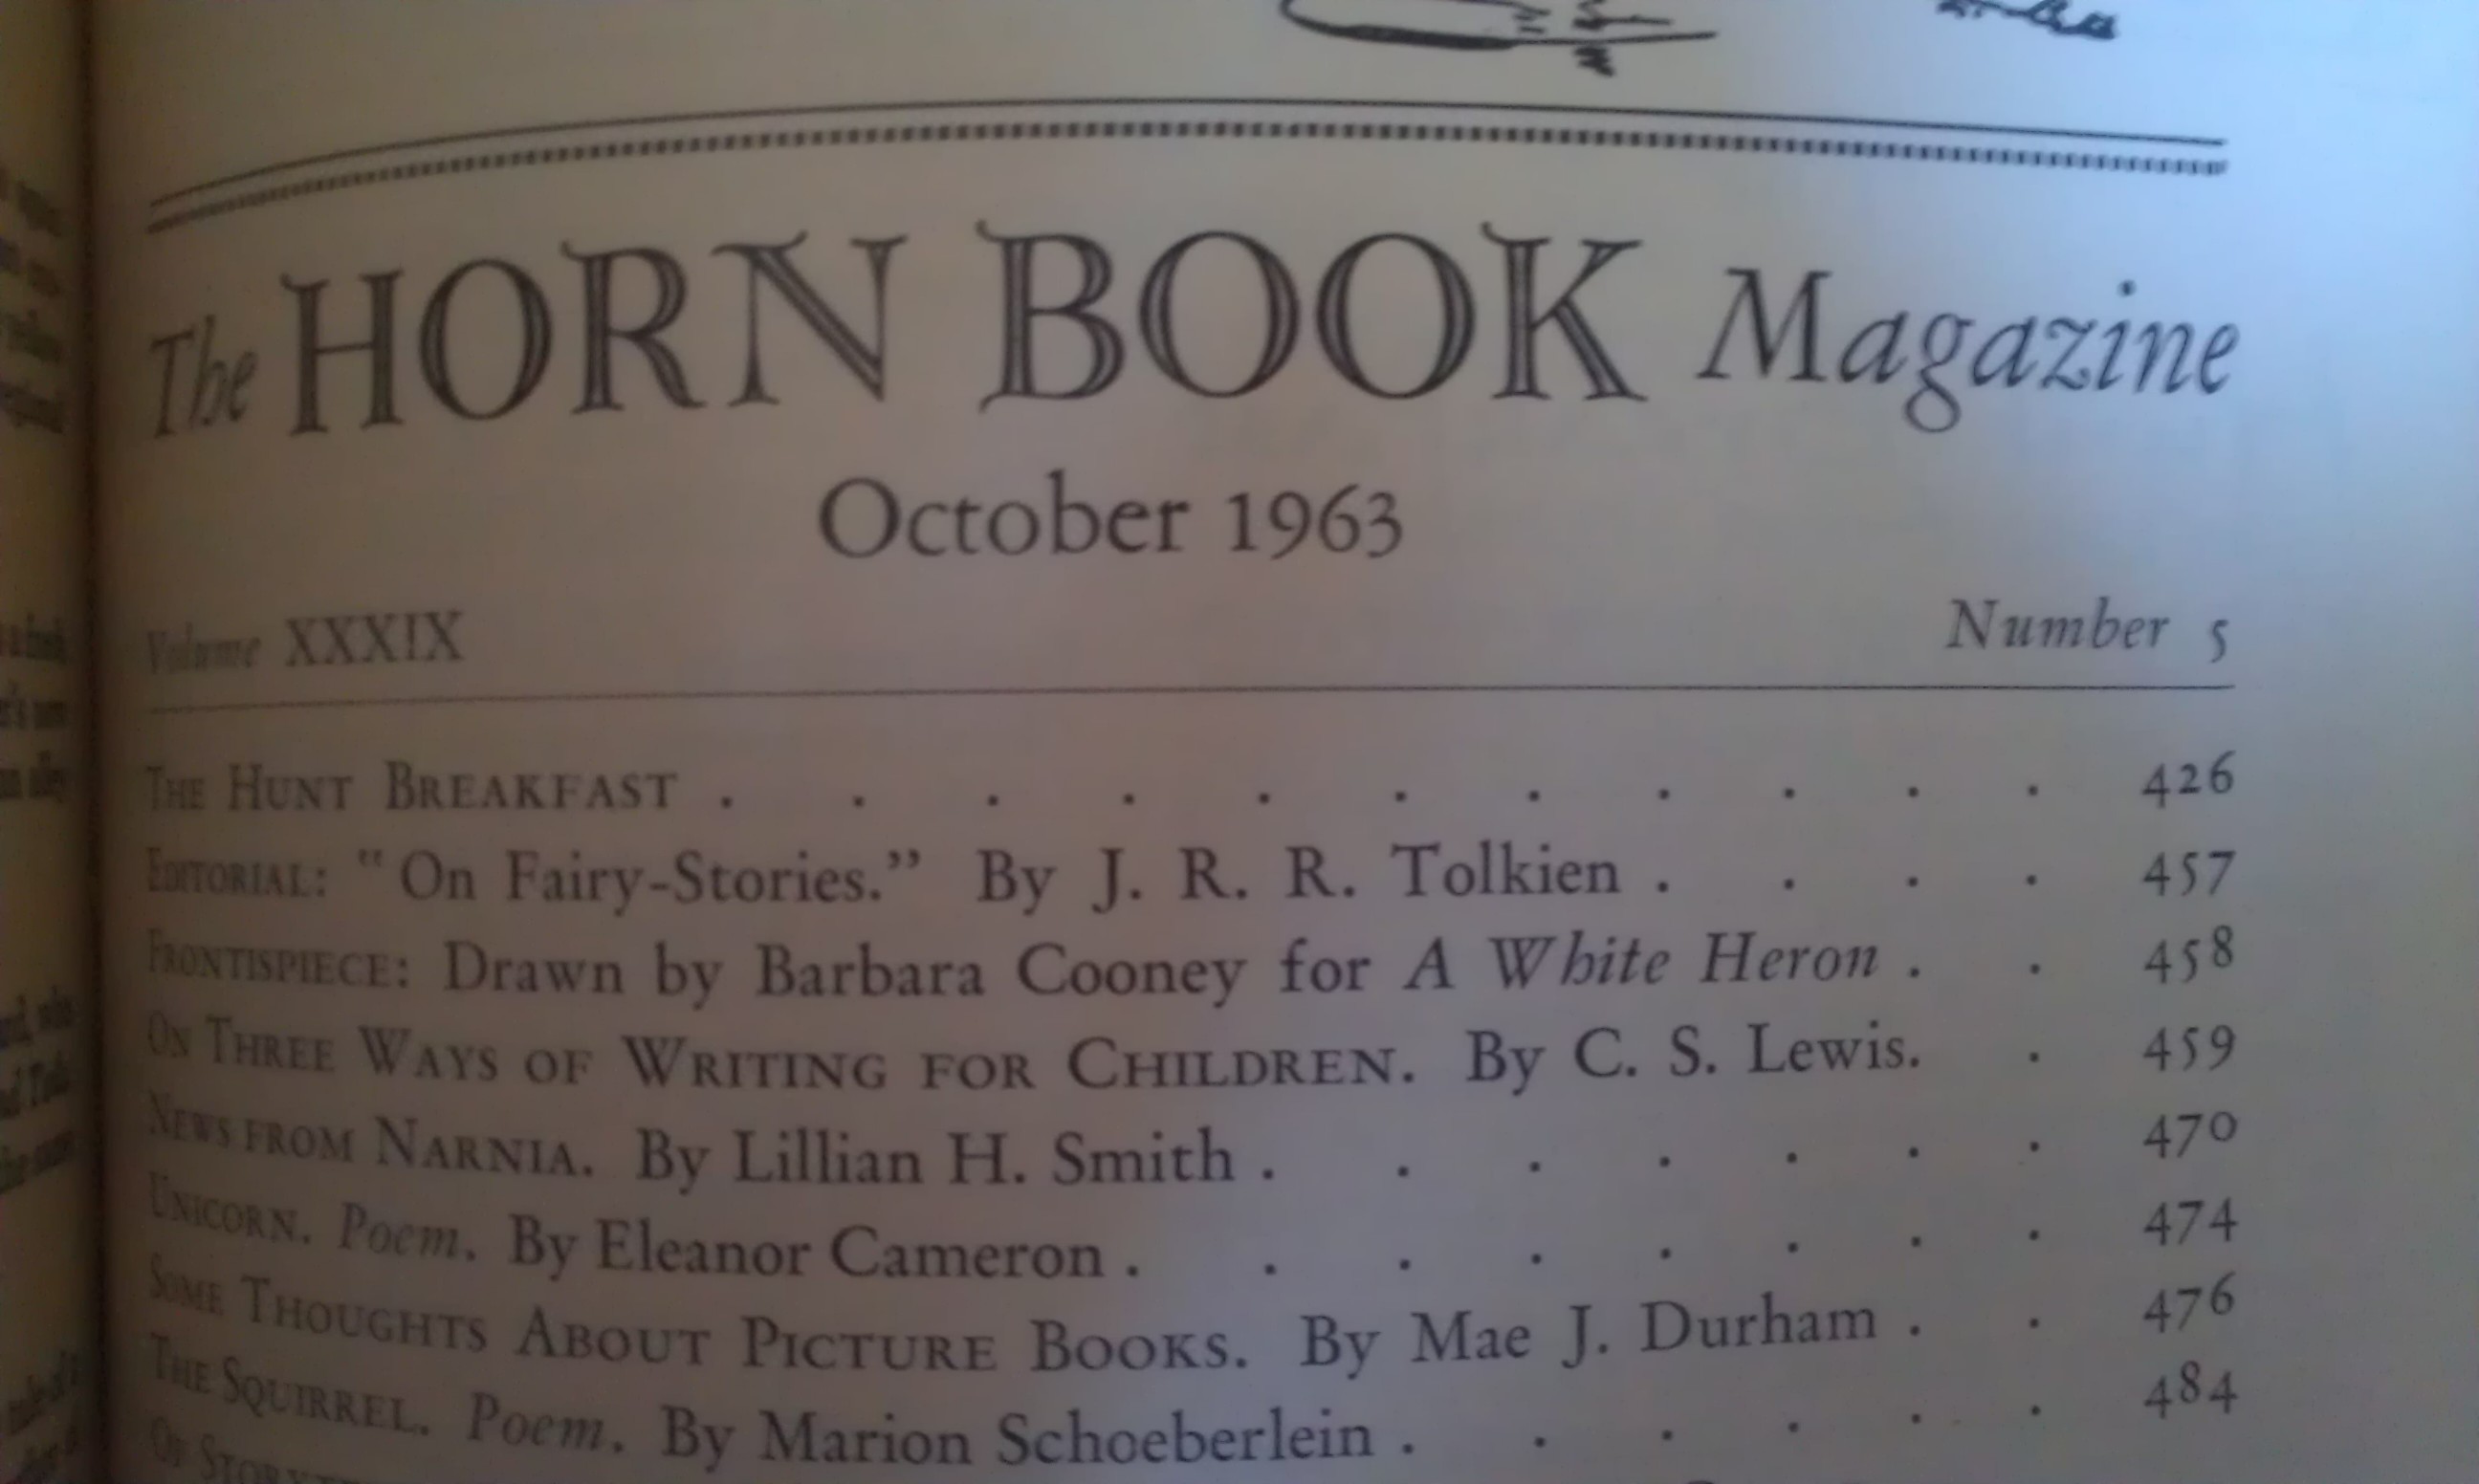 The HORN BOOK Magazine
October 1963
Volume XXXIX Number 5
THE HUNT BREAKFAST . . . . . . . . . . . 426
EDITORIAL: "On Fairy-Stories." By J. R. R. Tolkien . . . . 457
FRONTISPIECE: Drawn by Barbara Cooney for A White Heron . . 458
ON THREE WAYS OF WRITING FOR CHILDREN. By C. S. Lewis. . 459
NEWS FROM NARNIA. By Lillian H. Smith . . . . . . . 470
UNICORN. Poem. By Eleanor Cameron . . . . . . . . 474
SOME THOUGHTS ABOUT PICTURE BOOKS. By Mae J. Durham . . 476
THE SQUIRREL. Poem. By Marion Schoeberlein . . . . . . 484
OF